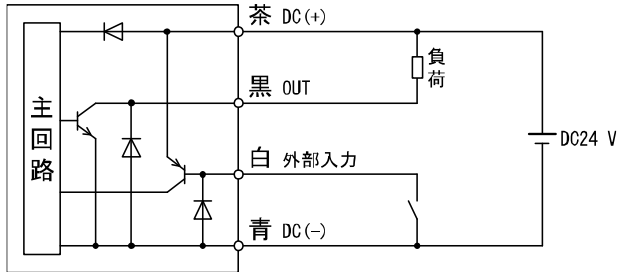 茶 DC(+)
負荷
黒 OUT
主回路
白 外部入力
DC24 V
青 DC(-)